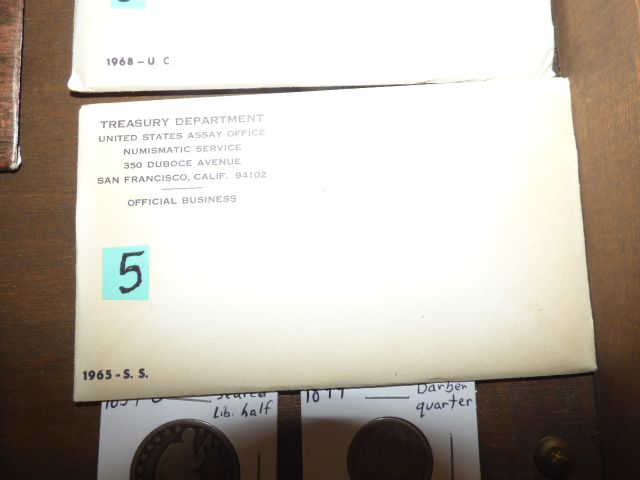 1968 - U C
TREASURY DEPARTMENT
UNITED STATES ASSAY OFFICE
NUMISMATIC SERVICE
350 DUBOCE AVENUE
SAN FRANCISCO, CALIF. 94102
OFFICIAL BUSINESS
5
1965 - S. S.
Seated
Lib. half
Barber
quarter